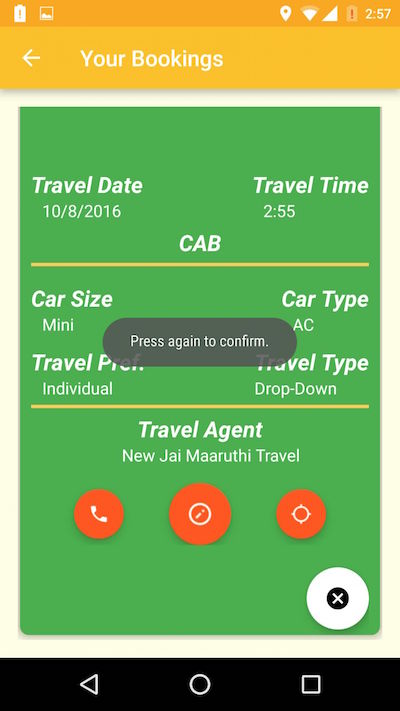 2:57
Your Bookings
Travel Date Travel Time
10/8/2016 2:55
CAB
Car Size Car Type
Mini AC
Press again to confirm.
Travel Pref. Travel Type
Individual Drop-Down
Travel Agent
New Jai Maaruthi Travel